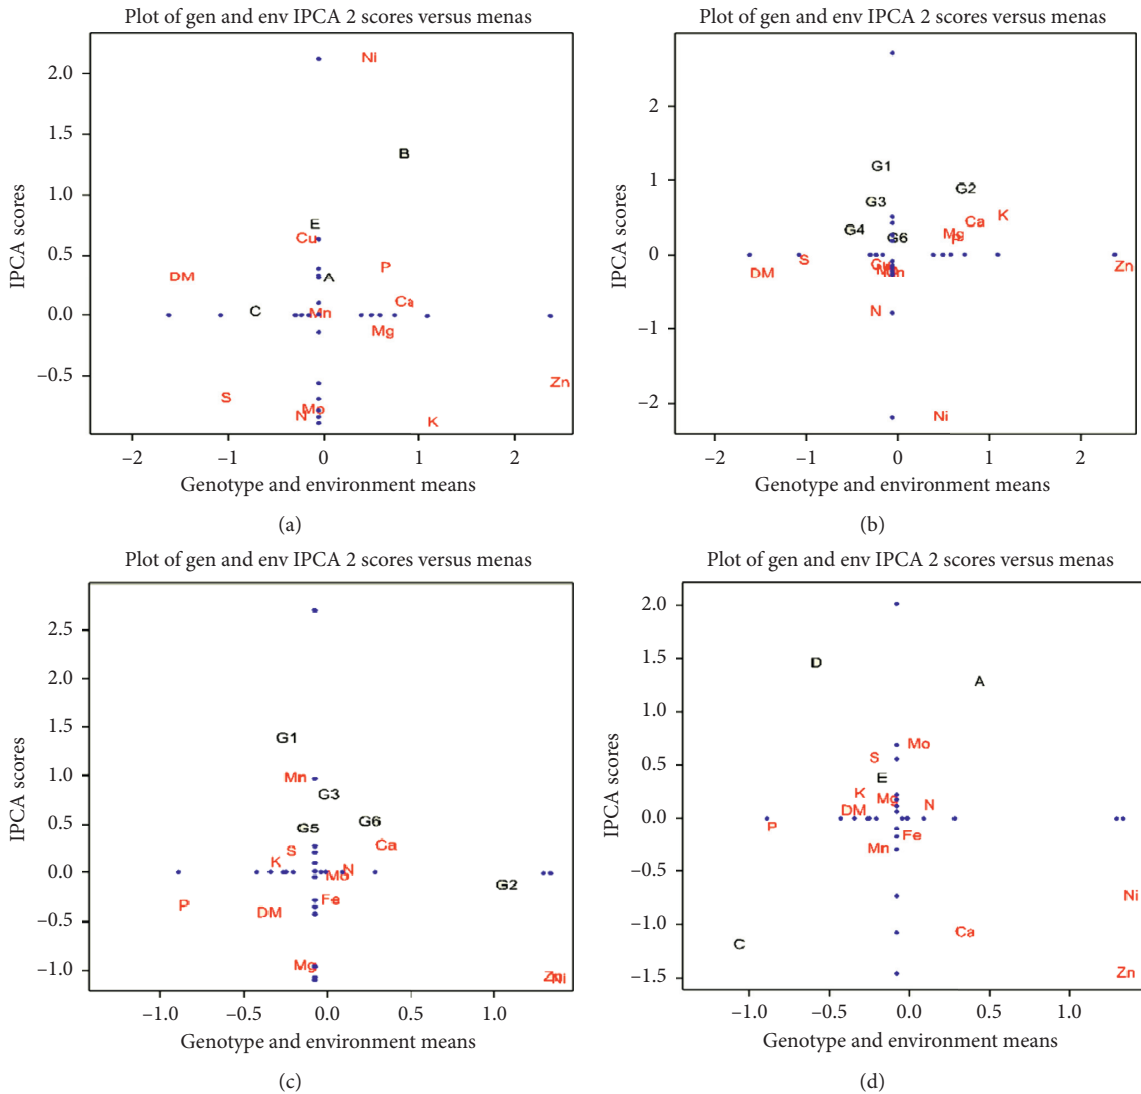 Plot of gen and env IPCA 2 scores versus menas
IPCA scores
2.0
1.5
1.0
0.5
0.0
−0.5
Ni
B
E
Cu
P
DM
A
Ca
C
Mn
Mg
Zn
S
Mo
N
K
−2
−1
0
1
2
Genotype and environment means
(a)
Plot of gen and env IPCA 2 scores versus menas
IPCA scores
2
1
0
−1
−2
G1
G2
G3
K
Ca
G4
Mg
G6
P
S
Zn
DM
N
Ni
−2
−1
0
1
2
Genotype and environment means
(b)
Plot of gen and env IPCA 2 scores versus menas
IPCA scores
2.5
2.0
1.5
1.0
0.5
0.0
−0.5
−1.0
G1
Mn
G3
G6
G5
Ca
S
K
N
Mo
G2
Fe
P
DM
Mg
Zn
Ni
−1.0
−0.5
0.0
0.5
1.0
Genotype and environment means
(c)
Plot of gen and env IPCA 2 scores versus menas
IPCA scores
2.0
1.5
1.0
0.5
0.0
−0.5
−1.0
−1.5
D
A
Mo
S
E
K
Mg
N
DM
P
Fe
Mn
Ni
Ca
C
Zn
−1.0
−0.5
0.0
0.5
1.0
Genotype and environment means
(d)